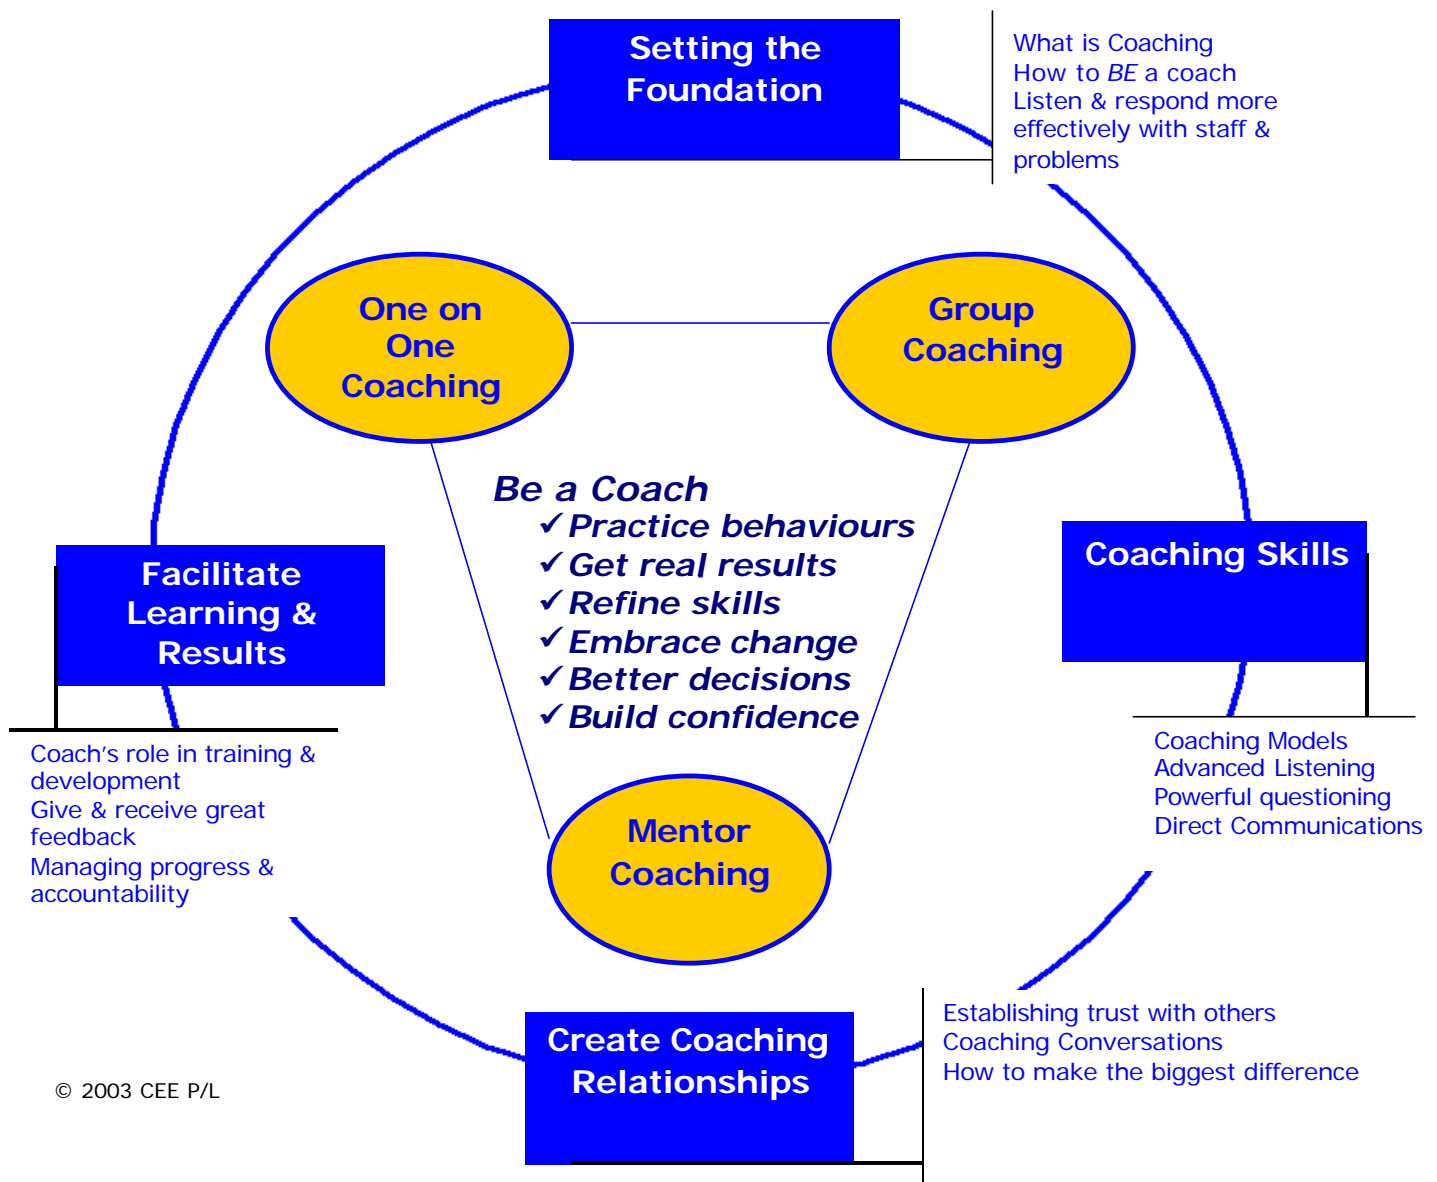 Setting the
Foundation
What is Coaching
How to BE a coach
Listen & respond more
effectively with staff &
problems
One on
One
Coaching
Group
Coaching
Be a Coach
✓Practice behaviours
✓Get real results
✓Refine skills
✓Embrace change
✓Better decisions
✓Build confidence
Facilitate
Learning &
Results
Coaching Skills
Coach's role in training &
development
Give & receive great
feedback
Managing progress &
accountability
Coaching Models
Advanced Listening
Powerful questioning
Direct Communications
Mentor
Coaching
Create Coaching
Relationships
Establishing trust with others
Coaching Conversations
How to make the biggest difference
© 2003 CEE P/L